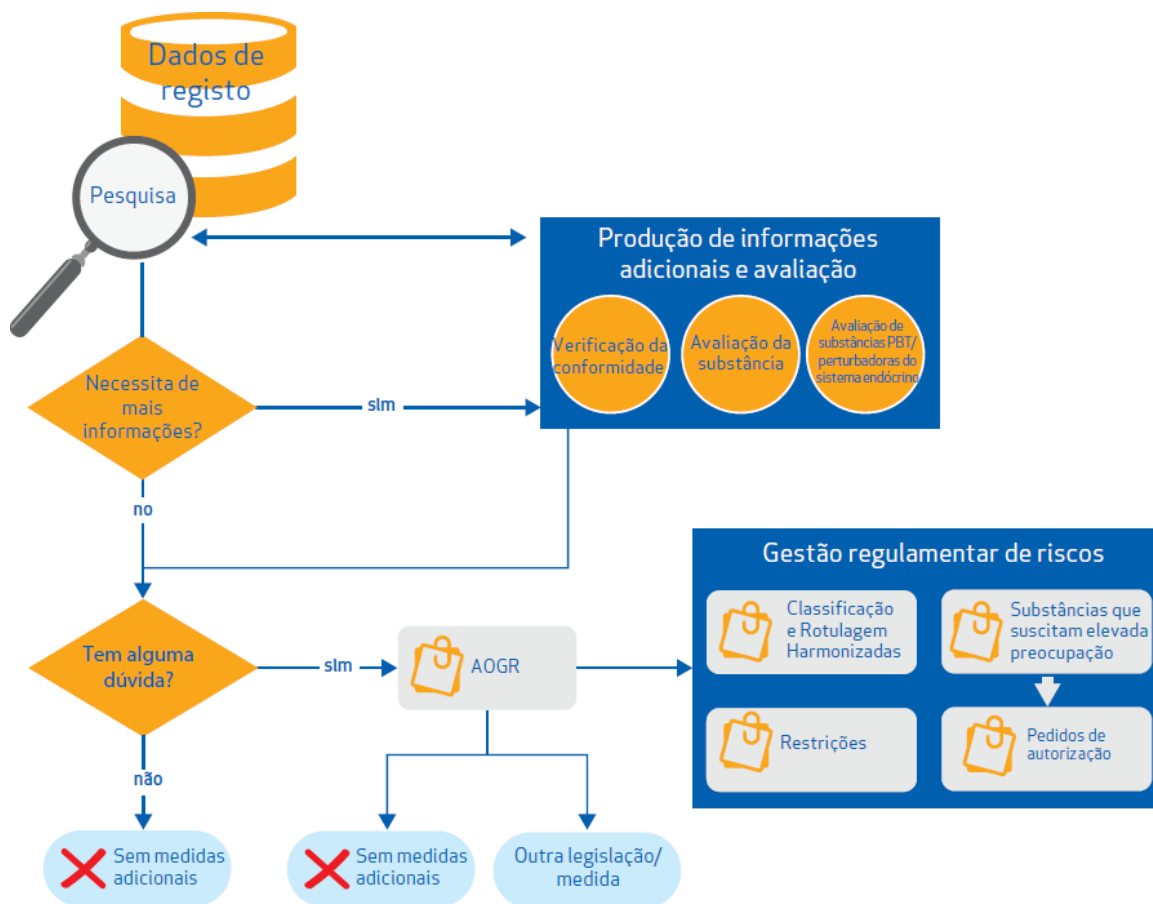 Dados de
registo
Pesquisa
Produção de informações
adicionais e avaliação
Verificação da
conformidade
Avaliação da
substância
Avaliação de
substâncias PBT/
perturbadoras do
sistema endócrino
Necessita de
mais
informações?
sIm
no
Gestão regulamentar de riscos
Classificação
e Rotulagem
Harmonizadas
Substâncias que
suscitam elevada
preocupação
Restrições
Pedidos de
autorização
Tem alguma
dúvida?
sIm
AOGR
não
Sem medidas
adicionais
Sem medidas
adicionais
Outra legislação/
medida